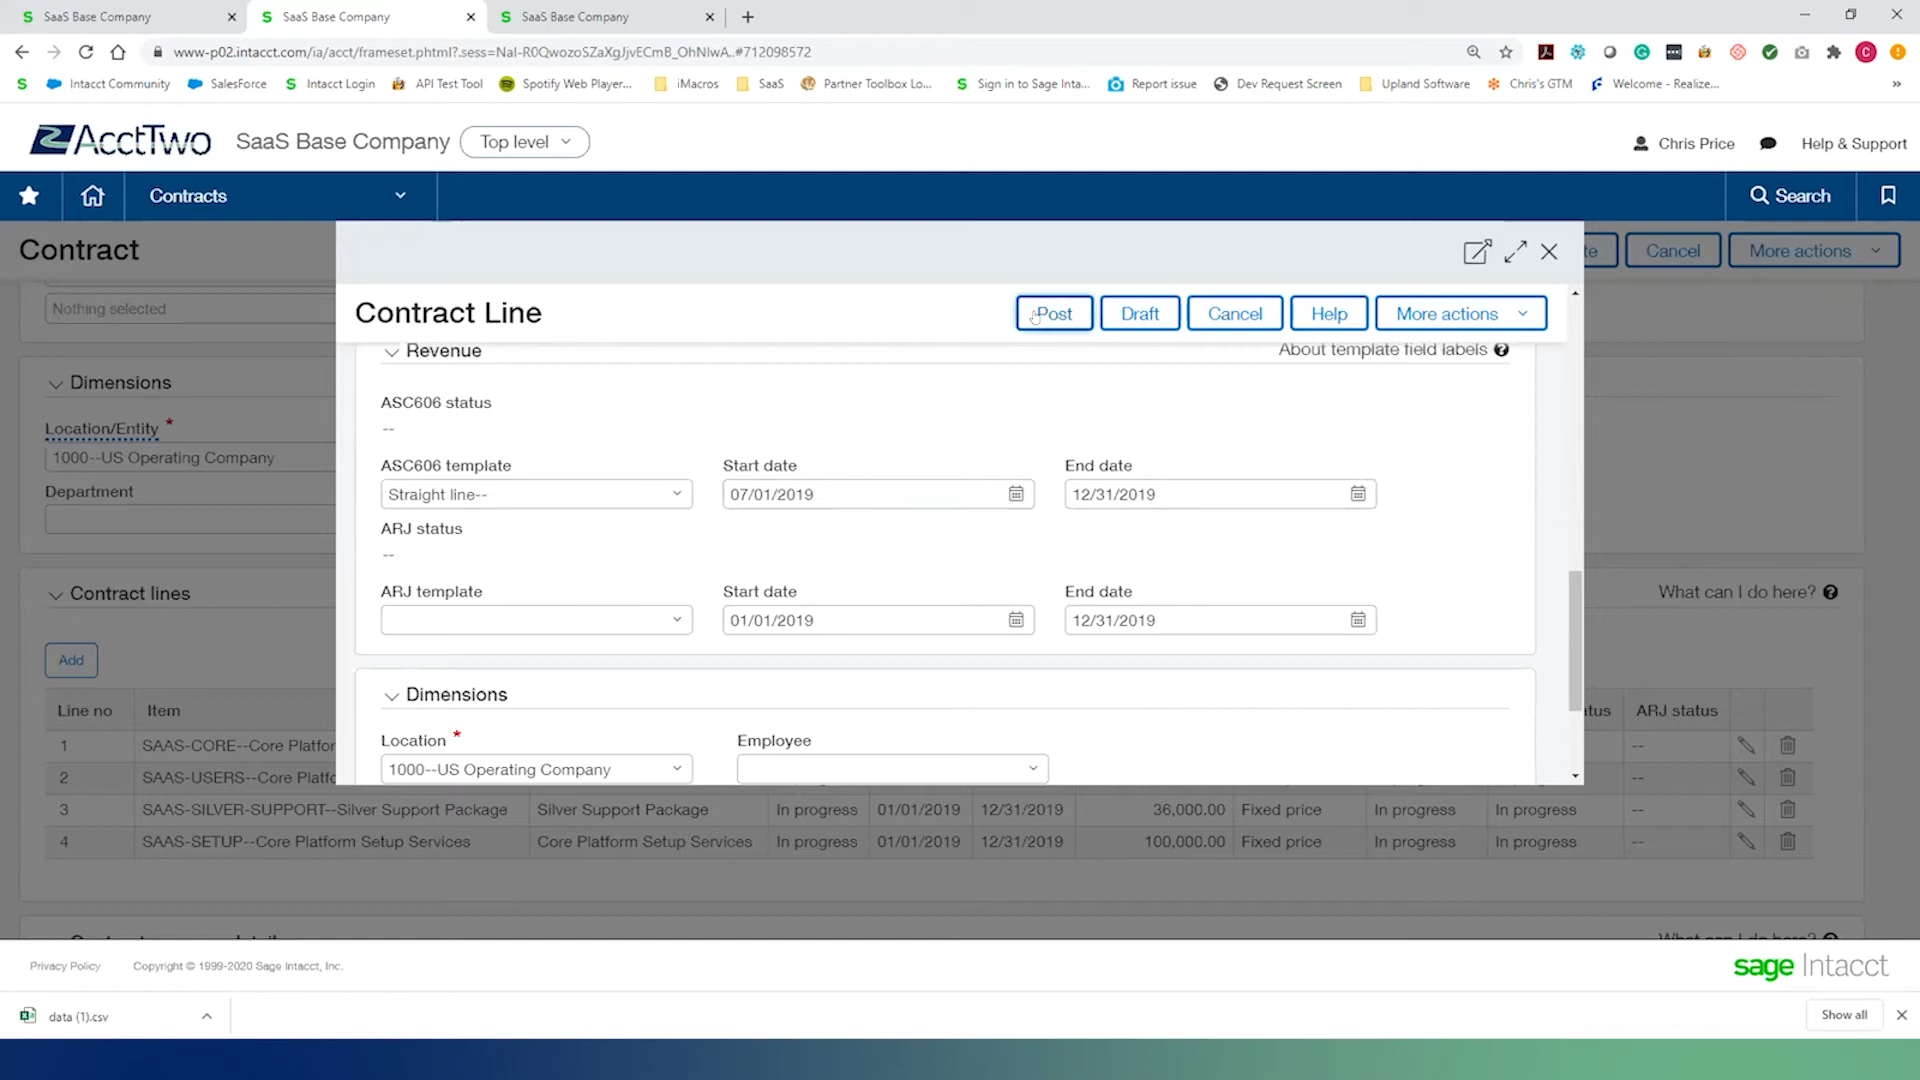 SaaS Base Company
SaaS Base Company
SaaS Base Company
www-p02.intacct.com/ia/acct/frameset.phtml?.sess=NaI-R0QwozoSZaXgJjvECmB_OhNIwA..#712098572
Intacct Community
SalesForce
Intacct Login
API Test Tool
Spotify Web Player...
iMacros
SaaS
Partner Toolbox Lo...
Sign in to Sage Inta...
Report issue
Dev Request Screen
Upland Software
Chris's GTM
Welcome - Realize...
»
AcctTwo
SaaS Base Company
Top level
Chris Price
Help & Support
Contracts
Search
Contract
te
Cancel
More actions
Nothing selected
Contract Line
Post
Draft
Cancel
Help
More actions
Revenue
About template field labels
ASC606 status
--
ASC606 template
Start date
End date
Straight line--
07/01/2019
12/31/2019
ARJ status
--
ARJ template
Start date
End date
01/01/2019
12/31/2019
Dimensions
Location *
Employee
1000--US Operating Company
Dimensions
Location/Entity *
1000--US Operating Company
Department
Contract lines
What can I do here?
Add
Line no Item atus ARJ status
1 SAAS-CORE--Core Platfor --
2 SAAS-USERS--Core Platfo --
3 SAAS-SILVER-SUPPORT--Silver Support Package Silver Support Package In progress 01/01/2019 12/31/2019 36,000.00 Fixed price In progress In progress --
4 SAAS-SETUP--Core Platform Setup Services Core Platform Setup Services In progress 01/01/2019 12/31/2019 100,000.00 Fixed price In progress In progress --
What can I do here?
Privacy Policy
Copyright © 1999-2020 Sage Intacct, Inc.
sage Intacct
data (1).csv
Show all